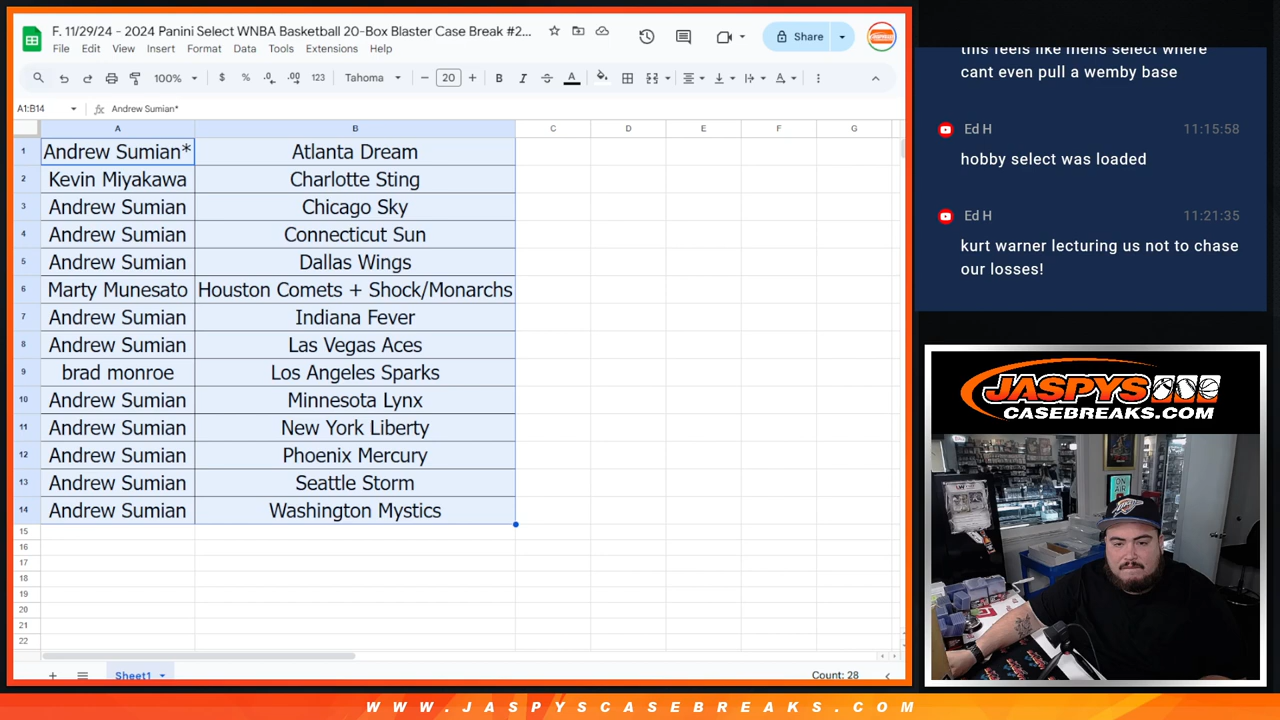 F. 11/29/24 - 2024 Panini Select WNBA Basketball 20-Box Blaster Case Break #2...
File Edit View Insert Format Data Tools Extensions Help
Share
100% $ % .0 .00 123 Tahoma 20 B I A
A1:B14 fx Andrew Sumian*
A B C D E F G
1 Andrew Sumian* Atlanta Dream
2 Kevin Miyakawa Charlotte Sting
3 Andrew Sumian Chicago Sky
4 Andrew Sumian Connecticut Sun
5 Andrew Sumian Dallas Wings
6 Marty Munesato Houston Comets + Shock/Monarchs
7 Andrew Sumian Indiana Fever
8 Andrew Sumian Las Vegas Aces
9 brad monroe Los Angeles Sparks
10 Andrew Sumian Minnesota Lynx
11 Andrew Sumian New York Liberty
12 Andrew Sumian Phoenix Mercury
13 Andrew Sumian Seattle Storm
14 Andrew Sumian Washington Mystics
15
16
17
18
19
20
21
22
Sheet1
Count: 28
this feels like mens select where
cant even pull a wemby base
Ed H 11:15:58
hobby select was loaded
Ed H 11:21:35
kurt warner lecturing us not to chase
our losses!
JASPYS
CASEBREAKS.COM
ON
AIR
WWW.JASPYSCASEBREAKS.COM